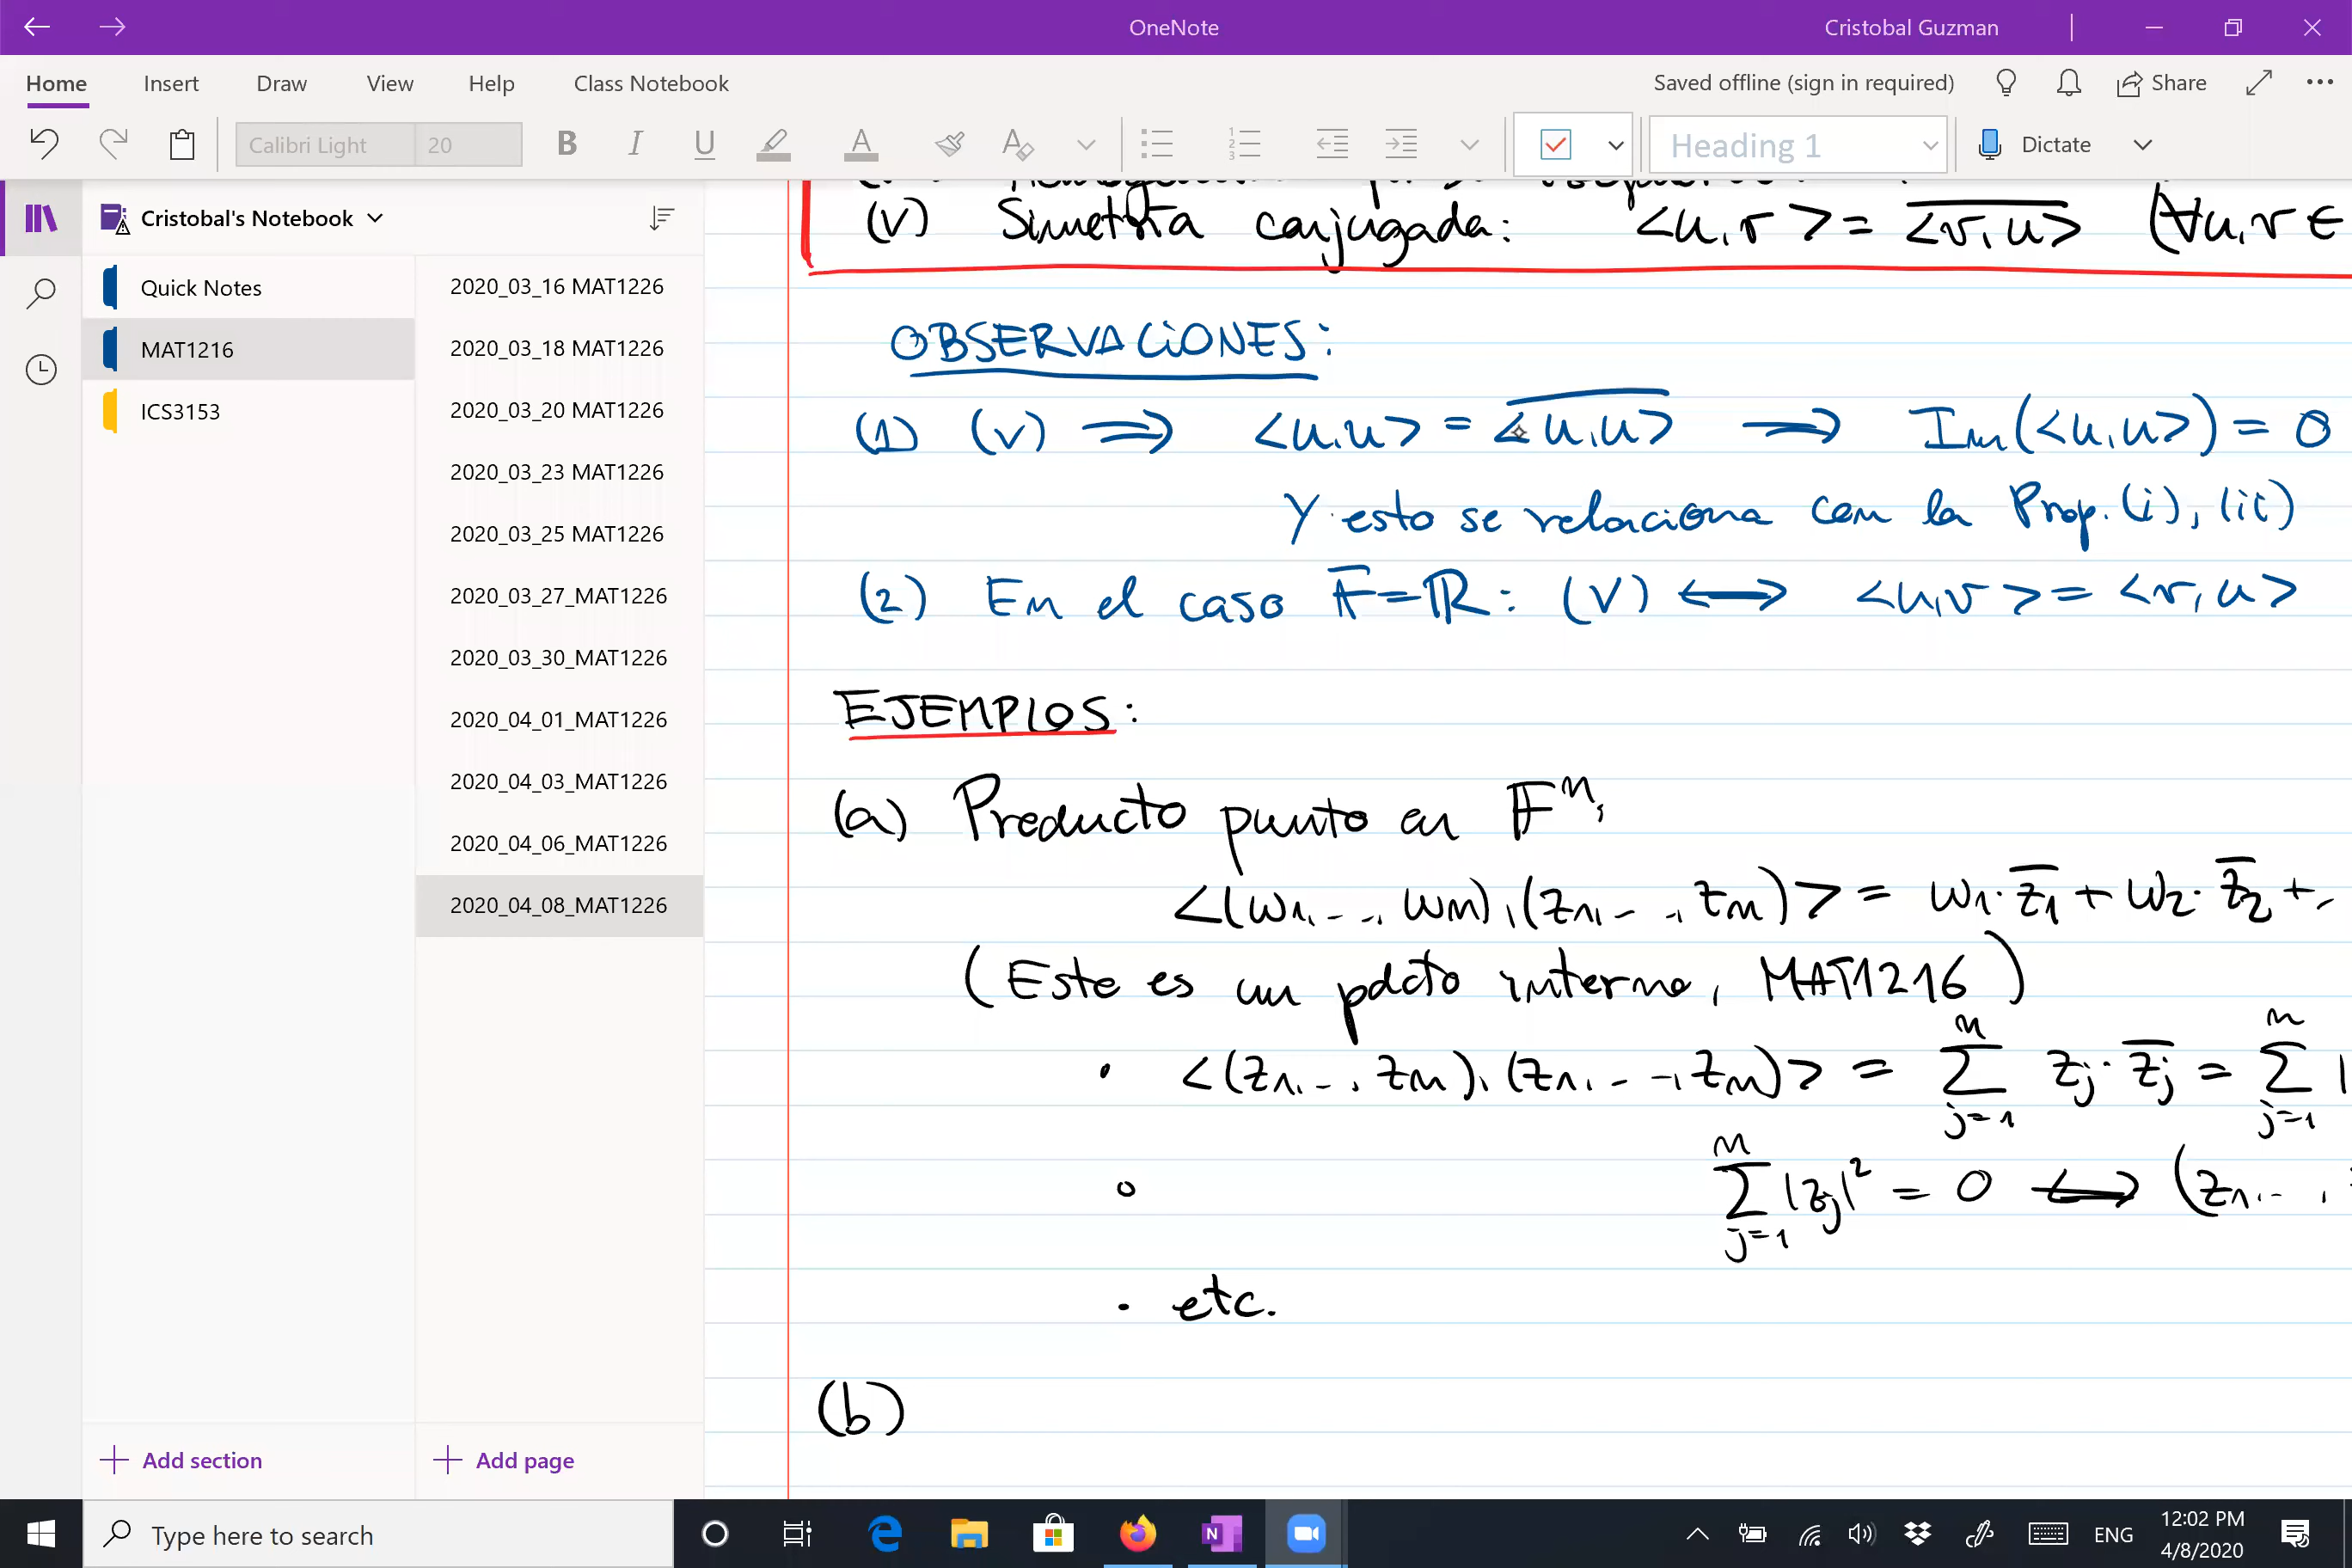 OneNote
Cristobal Guzman
Home Insert Draw View Help Class Notebook
Saved offline (sign in required) Share
Calibri Light 20 B I U A A Heading 1 Dictate
Cristobal's Notebook
Quick Notes
MAT1216
ICS3153
2020_03_16 MAT1226
2020_03_18 MAT1226
2020_03_20 MAT1226
2020_03_23 MAT1226
2020_03_25 MAT1226
2020_03_27_MAT1226
2020_03_30_MAT1226
2020_04_01_MAT1226
2020_04_03_MAT1226
2020_04_06_MAT1226
2020_04_08_MAT1226
Add section
Add page
(V) Simetría conjugada: <u,v> = \overline{<v,u>} (∀u,v ∈
OBSERVACIONES:
(1) (v) ⟹ <u,u> = \overline{<u,u>} ⟹ Im(<u,u>) = 0
Y esto se relaciona con la Prop. (i), (ii)
(2) En el caso 𝔽=ℝ: (V) ⟷ <u,v> = <v,u>
EJEMPLOS:
(a) Producto punto en 𝔽ⁿ,
<(w₁,..,wₙ),(z₁,..,zₙ)> = w₁·z̄₁ + w₂·z̄₂ +..
(Este es un pdcto interno, MAT1216)
· <(z₁,..,zₙ),(z₁,..,zₙ)> = ∑ⁿ_{j=1} zⱼ·z̄ⱼ = ∑ⁿ_{j=1} |
∘ ∑ⁿ_{j=1} |zⱼ|² = 0 ⟷ (z₁,..,
· etc.
(b)
Type here to search
ENG
12:02 PM
4/8/2020